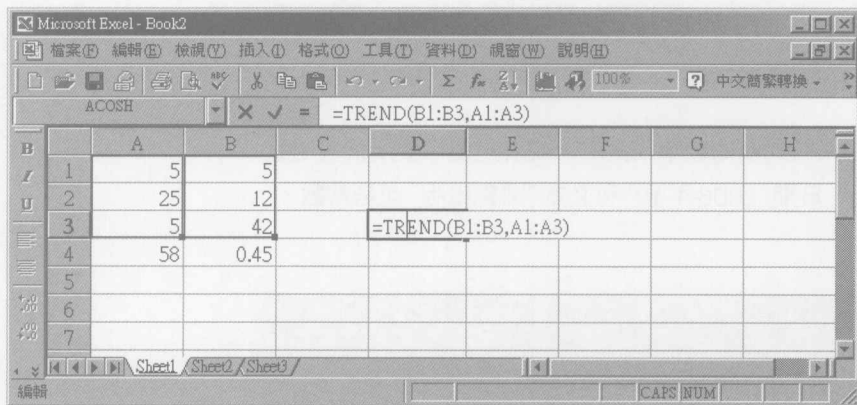 Microsoft Excel - Book2
檔案(F) 編輯(E) 檢視(V) 插入(I) 格式(O) 工具(T) 資料(D) 視窗(W) 說明(H)
100% 中文簡繁轉換
ACOSH =TREND(B1:B3,A1:A3)
A B C D E F G H
1 5 5
2 25 12
3 5 42 =TREND(B1:B3,A1:A3)
4 58 0.45
5
6
7
Sheet1 Sheet2 Sheet3
編輯 CAPS NUM